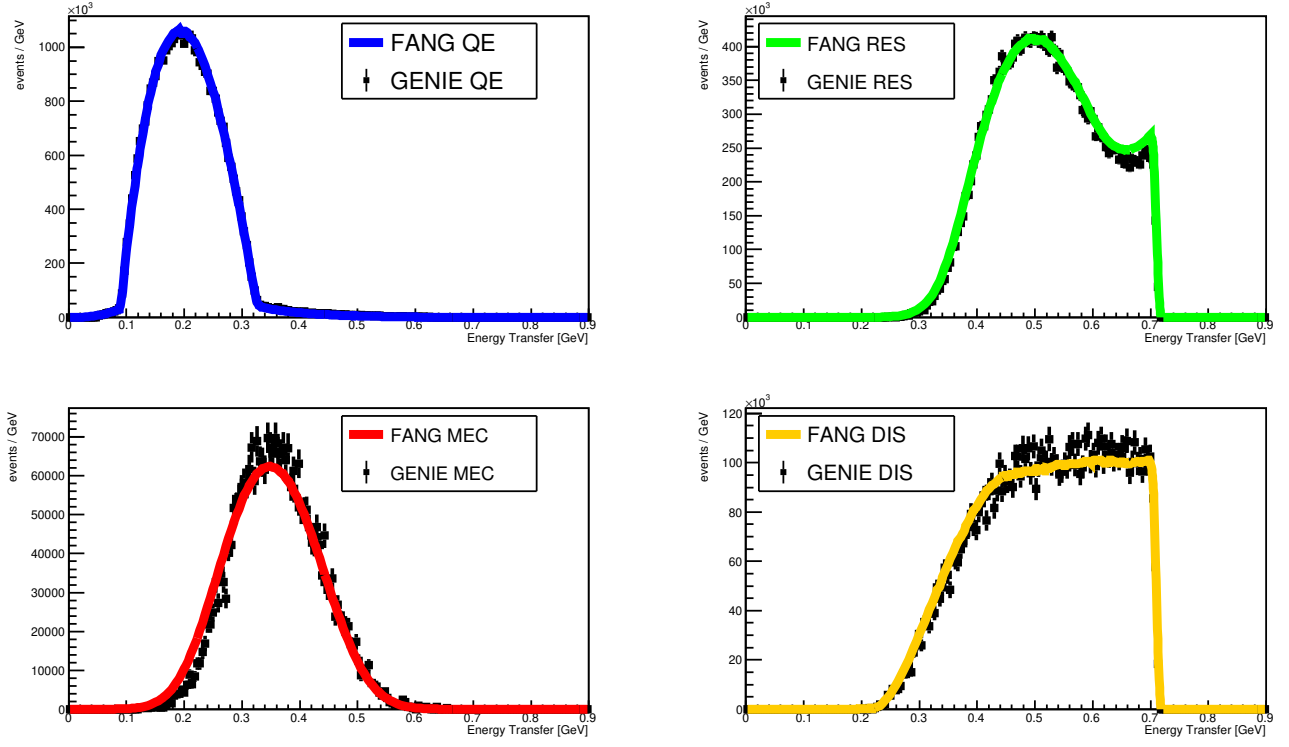 ×10³
events / GeV
FANG QE
GENIE QE
1000
800
600
400
200
0
0 0.1 0.2 0.3 0.4 0.5 0.6 0.7 0.8 0.9
Energy Transfer [GeV]
×10³
events / GeV
FANG RES
GENIE RES
400
350
300
250
200
150
100
50
0
0 0.1 0.2 0.3 0.4 0.5 0.6 0.7 0.8 0.9
Energy Transfer [GeV]
events / GeV
FANG MEC
GENIE MEC
70000
60000
50000
40000
30000
20000
10000
0
0 0.1 0.2 0.3 0.4 0.5 0.6 0.7 0.8 0.9
Energy Transfer [GeV]
×10³
events / GeV
FANG DIS
GENIE DIS
120
100
80
60
40
20
0
0 0.1 0.2 0.3 0.4 0.5 0.6 0.7 0.8 0.9
Energy Transfer [GeV]